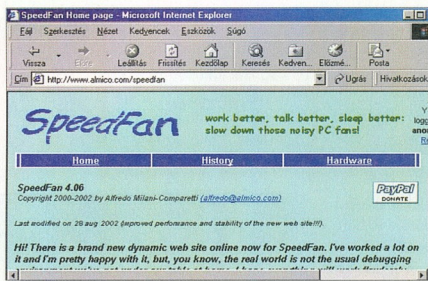 SpeedFan Home page - Microsoft Internet Explorer
Fájl Szerkesztés Nézet Kedvencek Eszközök Súgó
Vissza Előre Leállítás Frissítés Kezdőlap Keresés Kedven... Előzmé... Posta
Cím http://www.almico.com/speedfan Ugrás Hivatkozások
SpeedFan
work better, talk better, sleep better:
slow down those noisy PC fans!
Home History Hardware
SpeedFan 4.06
Copyright 2000-2002 by Alfredo Milani-Comparetti (alfredo@almico.com)
PayPal
DONATE
Last modified on 28 aug 2002 (improved performance and stability of the new web site!!!).
Hi! There is a brand new dynamic web site online now for SpeedFan. I've worked a lot on
it and I'm pretty happy with it, but, you know, the real world is not the usual debugging